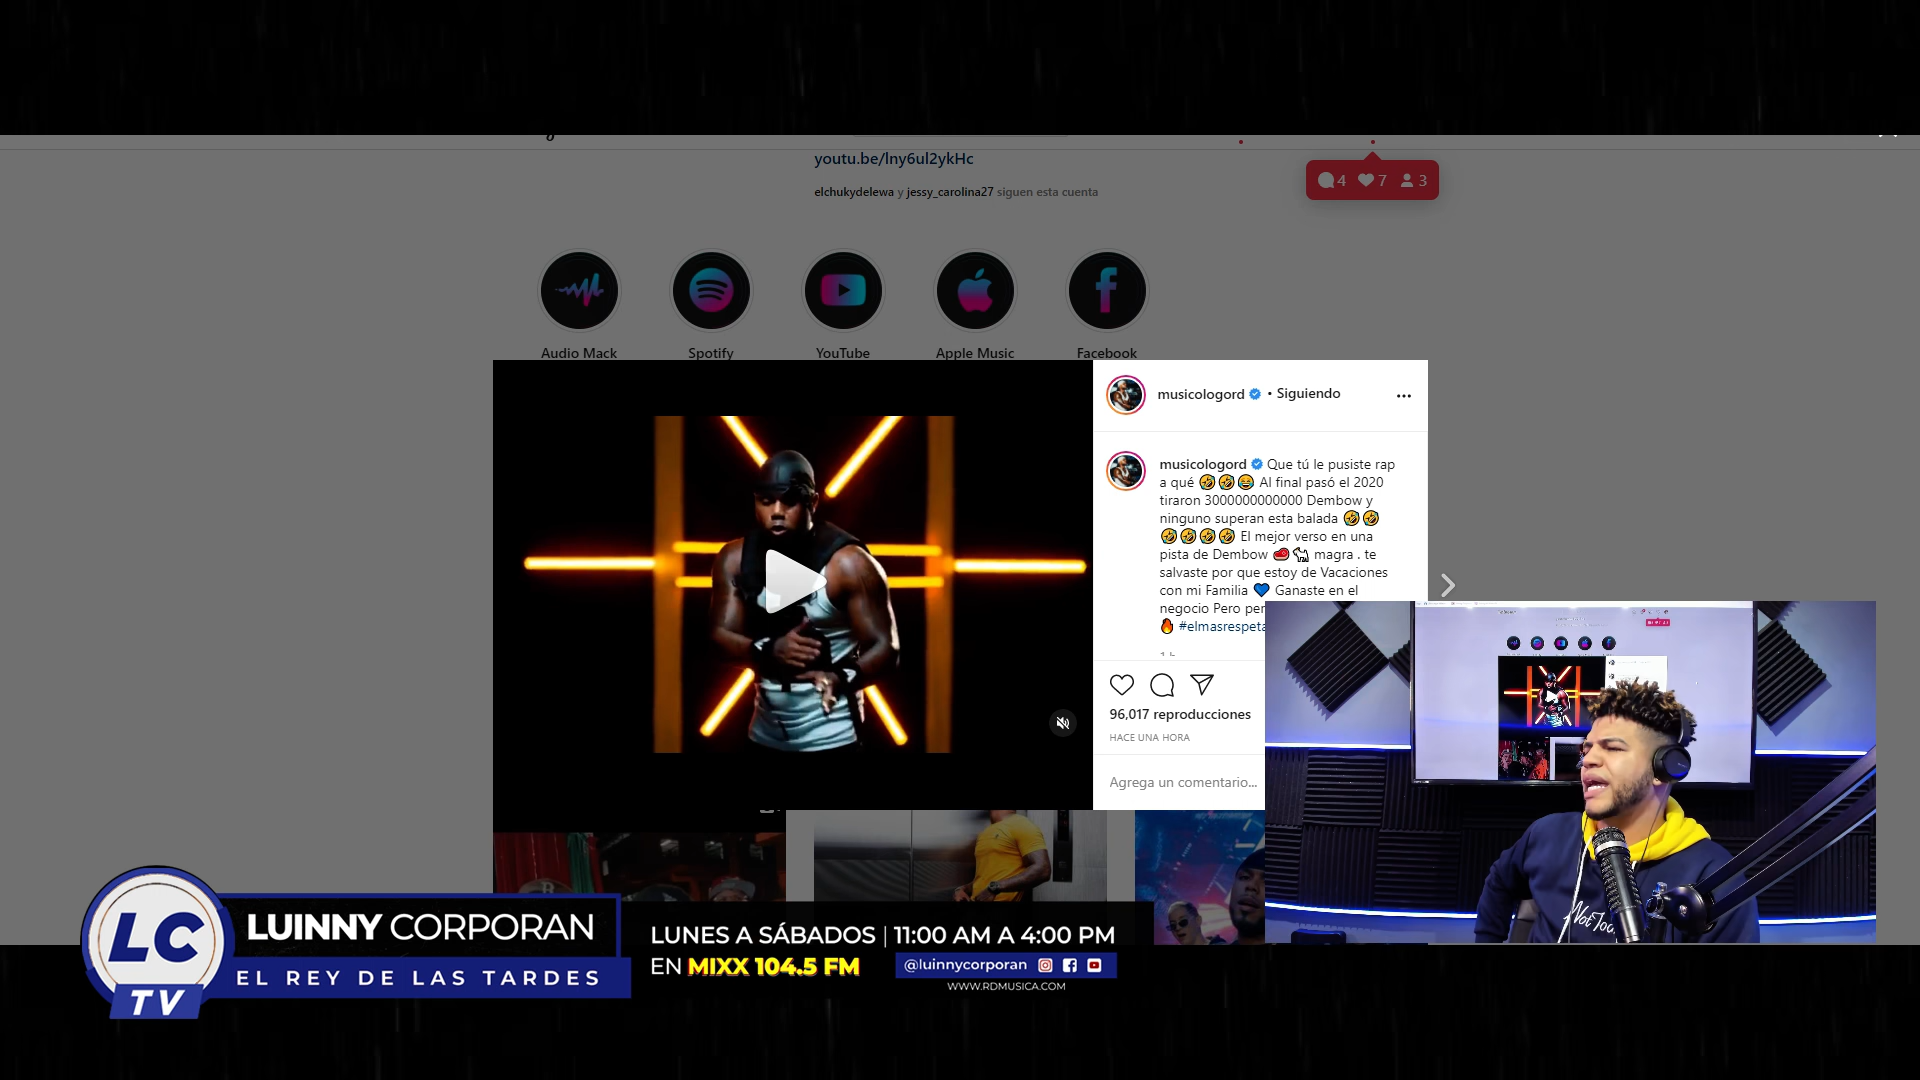 youtu.be/lny6ul2ykHc
elchukydelewa y jessy_carolina27 siguen esta cuenta
4 7 3
Audio Mack
Spotify
YouTube
Apple Music
Facebook
musicologord • Siguiendo
musicologord Que tú le pusiste rap
a qué 🤣🤣😂 Al final pasó el 2020
tiraron 3000000000000 Dembow y
ninguno superan esta balada 🤣🤣
🤣🤣🤣🤣 El mejor verso en una
pista de Dembow 🥩🐪 magra . te
salvaste por que estoy de Vacaciones
con mi Familia 💙 Ganaste en el
negocio Pero
🔥 #elmasrespeta
96,017 reproducciones
HACE UNA HORA
Agrega un comentario...
LC
TV
LUINNY CORPORAN
EL REY DE LAS TARDES
LUNES A SÁBADOS | 11:00 AM A 4:00 PM
EN MIXX 104.5 FM
@luinnycorporan
WWW.RDMUSICA.COM